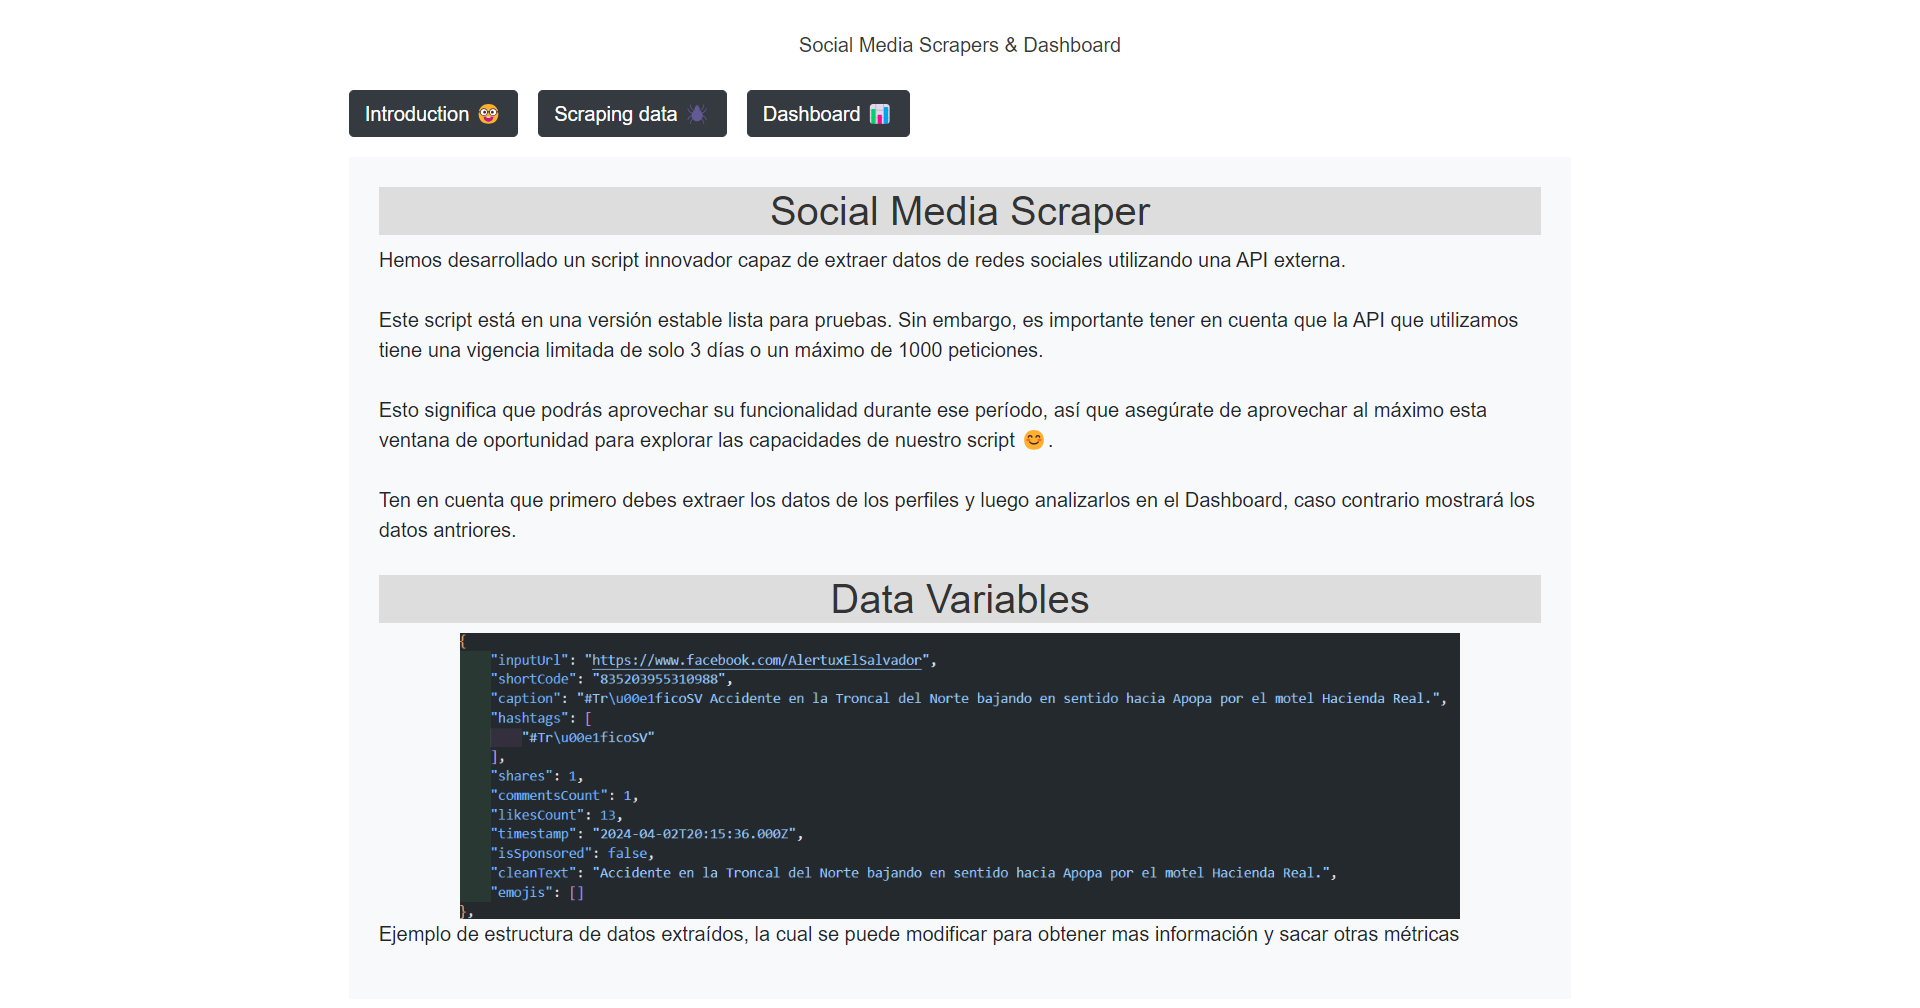 Social Media Scrapers & Dashboard
Introduction 🤓
Scraping data 🕷
Dashboard 📊
Social Media Scraper
Hemos desarrollado un script innovador capaz de extraer datos de redes sociales utilizando una API externa.
Este script está en una versión estable lista para pruebas. Sin embargo, es importante tener en cuenta que la API que utilizamos
tiene una vigencia limitada de solo 3 días o un máximo de 1000 peticiones.
Esto significa que podrás aprovechar su funcionalidad durante ese período, así que asegúrate de aprovechar al máximo esta
ventana de oportunidad para explorar las capacidades de nuestro script 😊.
Ten en cuenta que primero debes extraer los datos de los perfiles y luego analizarlos en el Dashboard, caso contrario mostrará los
datos antriores.
Data Variables
{
"inputUrl": "https://www.facebook.com/AlertuxElSalvador",
"shortCode": "835203955310988",
"caption": "#Tr\u00e1ficoSV Accidente en la Troncal del Norte bajando en sentido hacia Apopa por el motel Hacienda Real.",
"hashtags": [
"#Tr\u00e1ficoSV"
],
"shares": 1,
"commentsCount": 1,
"likesCount": 13,
"timestamp": "2024-04-02T20:15:36.000Z",
"isSponsored": false,
"cleanText": "Accidente en la Troncal del Norte bajando en sentido hacia Apopa por el motel Hacienda Real.",
"emojis": []
},
Ejemplo de estructura de datos extraídos, la cual se puede modificar para obtener mas información y sacar otras métricas